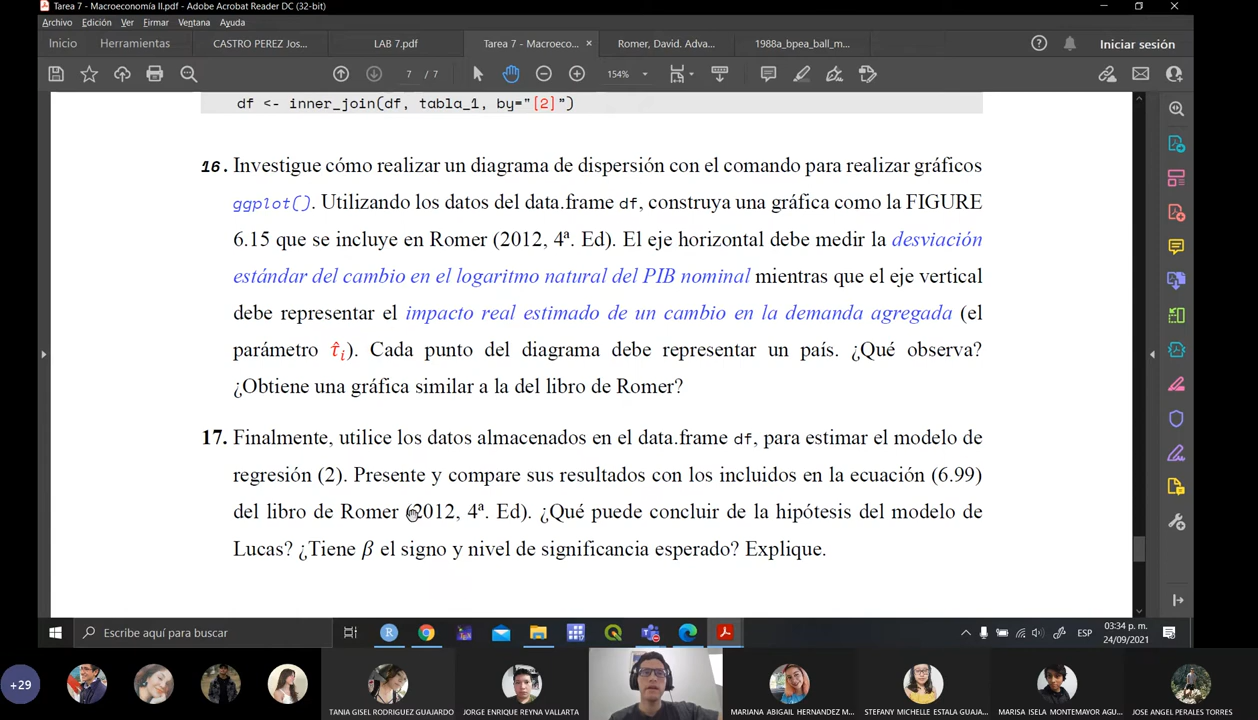 Tarea 7 - Macroeconomía II.pdf - Adobe Acrobat Reader DC (32-bit)
Archivo Edición Ver Firmar Ventana Ayuda
Inicio Herramientas CASTRO PEREZ Jos... LAB 7.pdf Tarea 7 - Macroeco... × Romer, David. Adva... 1988a_bpea_ball_m... Iniciar sesión
7 / 7 154%
df <- inner_join(df, tabla_1, by="[2]")
16. Investigue cómo realizar un diagrama de dispersión con el comando para realizar gráficos
ggplot(). Utilizando los datos del data.frame df, construya una gráfica como la FIGURE
6.15 que se incluye en Romer (2012, 4ª. Ed). El eje horizontal debe medir la desviación
estándar del cambio en el logaritmo natural del PIB nominal mientras que el eje vertical
debe representar el impacto real estimado de un cambio en la demanda agregada (el
parámetro τ̂i). Cada punto del diagrama debe representar un país. ¿Qué observa?
¿Obtiene una gráfica similar a la del libro de Romer?
17. Finalmente, utilice los datos almacenados en el data.frame df, para estimar el modelo de
regresión (2). Presente y compare sus resultados con los incluidos en la ecuación (6.99)
del libro de Romer (2012, 4ª. Ed). ¿Qué puede concluir de la hipótesis del modelo de
Lucas? ¿Tiene β el signo y nivel de significancia esperado? Explique.
Escribe aquí para buscar
ESP
03:34 p. m.
24/09/2021
+29
TANIA GISEL RODRIGUEZ GUAJARDO JORGE ENRIQUE REYNA VALLARTA MARIANA ABIGAIL HERNANDEZ M... STEFANY MICHELLE ESTALA GUAJA... MARISA ISELA MONTEMAYOR AGU... JOSE ANGEL PERALES TORRES